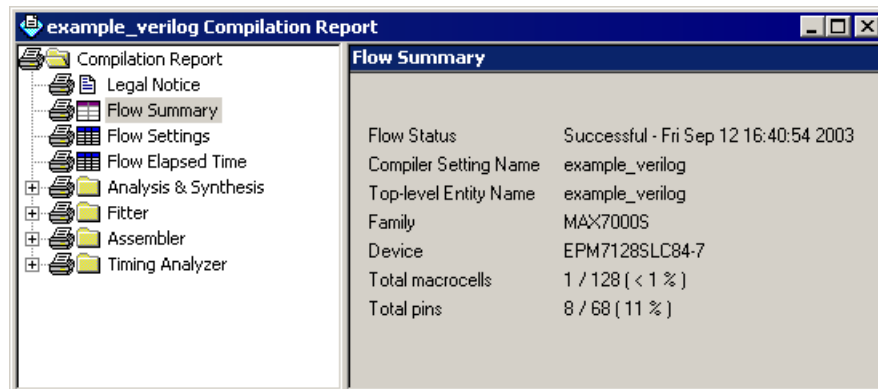 example_verilog Compilation Report
Compilation Report
Legal Notice
Flow Summary
Flow Settings
Flow Elapsed Time
Analysis & Synthesis
Fitter
Assembler
Timing Analyzer
Flow Summary
Flow Status Successful - Fri Sep 12 16:40:54 2003
Compiler Setting Name example_verilog
Top-level Entity Name example_verilog
Family MAX7000S
Device EPM7128SLC84-7
Total macrocells 1 / 128 ( < 1 % )
Total pins 8 / 68 ( 11 % )